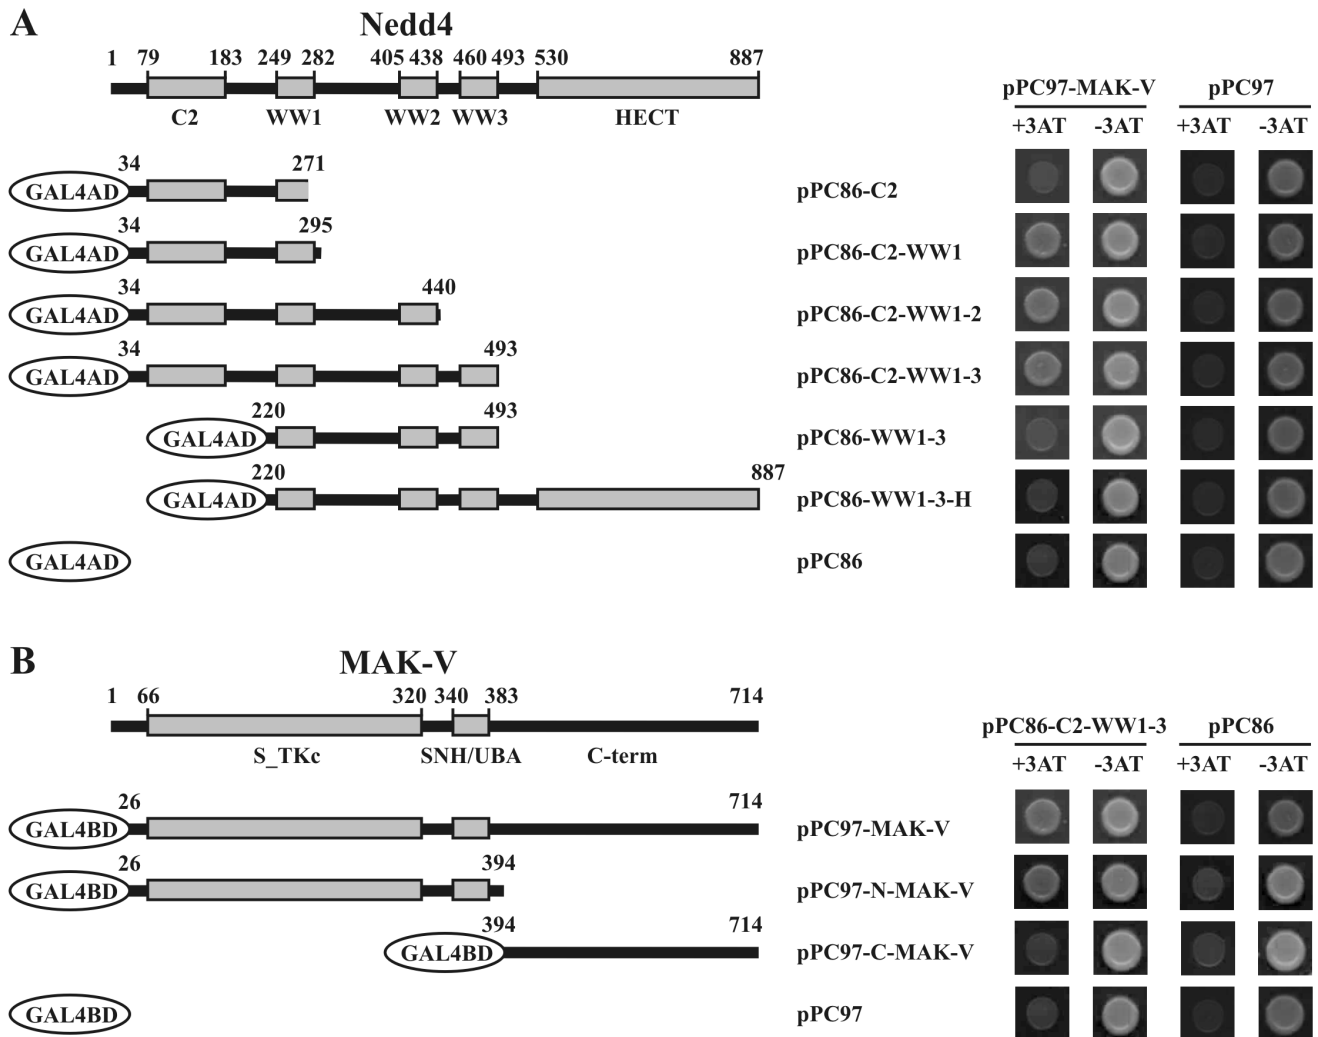 A
Nedd4
1 79 183 249 282 405 438 460 493 530 887
C2 WW1 WW2 WW3 HECT
pPC97-MAK-V pPC97
+3AT -3AT +3AT -3AT
34 271
GAL4AD pPC86-C2
34 295
GAL4AD pPC86-C2-WW1
34 440
GAL4AD pPC86-C2-WW1-2
34 493
GAL4AD pPC86-C2-WW1-3
220 493
GAL4AD pPC86-WW1-3
220 887
GAL4AD pPC86-WW1-3-H
GAL4AD pPC86
B
MAK-V
1 66 320 340 383 714
S_TKc SNH/UBA C-term
pPC86-C2-WW1-3 pPC86
+3AT -3AT +3AT -3AT
26 714
GAL4BD pPC97-MAK-V
26 394
GAL4BD pPC97-N-MAK-V
394 714
GAL4BD pPC97-C-MAK-V
GAL4BD pPC97